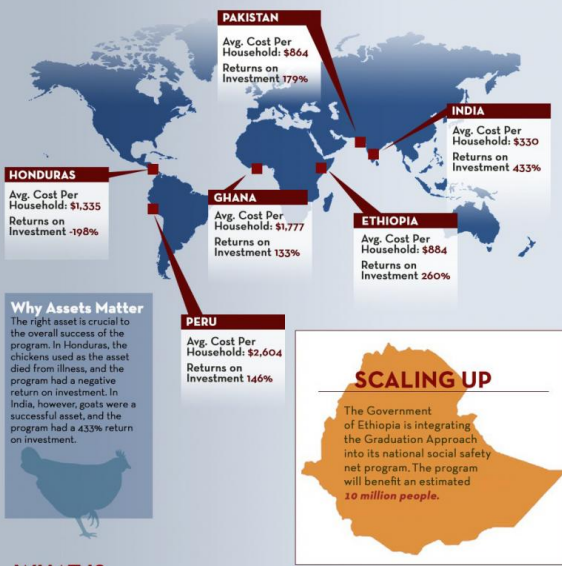 PAKISTAN
Avg. Cost Per
Household: $864
Returns on
Investment 179%
INDIA
Avg. Cost Per
Household: $330
Returns on
Investment 433%
HONDURAS
Avg. Cost Per
Household: $1,335
Returns on
Investment -198%
GHANA
Avg. Cost Per
Household: $1,777
Returns on
Investment 133%
ETHIOPIA
Avg. Cost Per
Household: $884
Returns on
Investment 260%
PERU
Avg. Cost Per
Household: $2,604
Returns on
Investment 146%
Why Assets Matter
The right asset is crucial to
the overall success of the
program. In Honduras, the
chickens used as the asset
died from illness, and the
program had a negative
return on investment. In
India, however, goats were a
successful asset, and the
program had a 433% return
on investment.
SCALING UP
The Government
of Ethiopia is integrating
the Graduation Approach
into its national social safety
net program. The program
will benefit an estimated
10 million people.